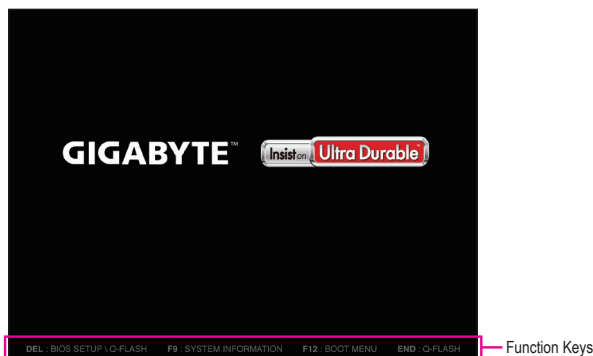 GIGABYTE™
Insist on Ultra Durable™
DEL : BIOS SETUP \ Q-FLASH F9 : SYSTEM INFORMATION F12 : BOOT MENU END : Q-FLASH
Function Keys